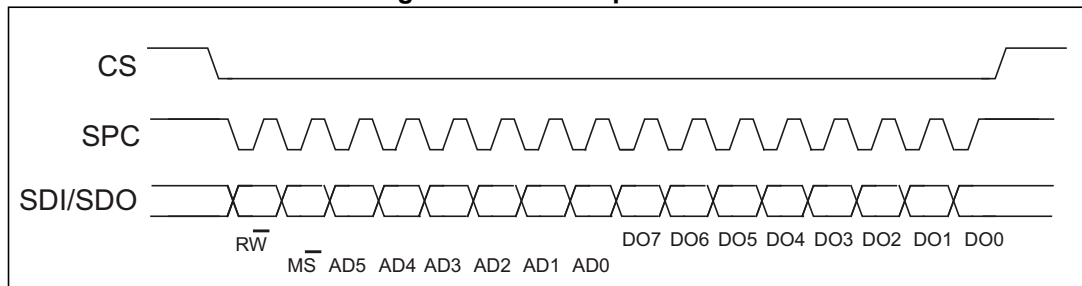 CS
SPC
SDI/SDO
RW̅ DO7 DO6 DO5 DO4 DO3 DO2 DO1 DO0
MS̅ AD5 AD4 AD3 AD2 AD1 AD0